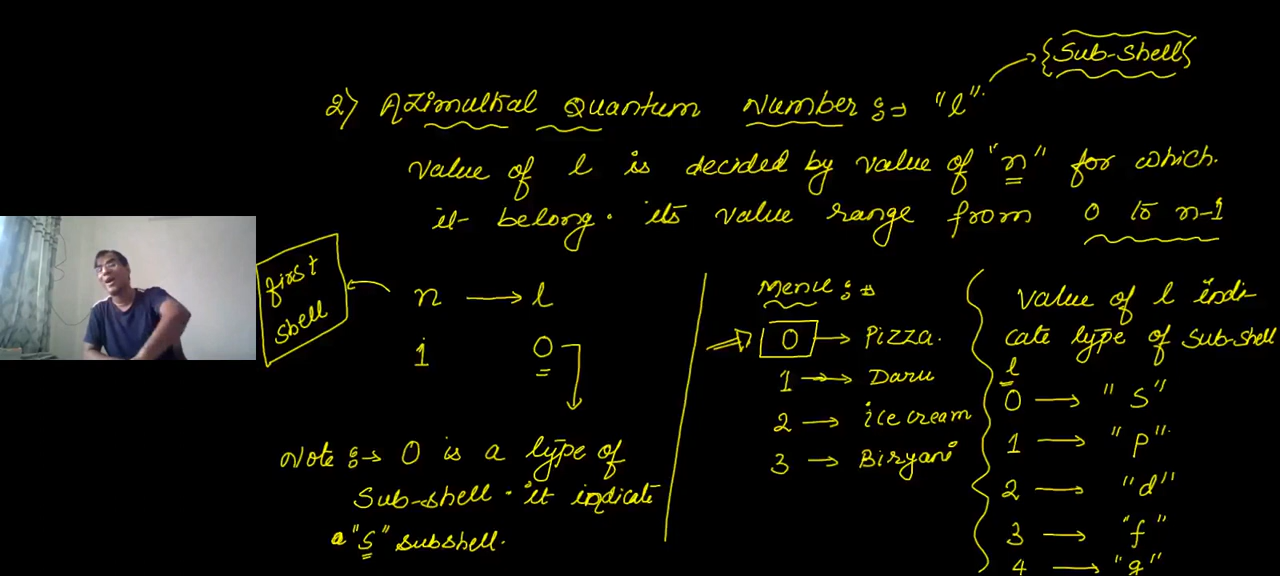 Sub-Shell
2) Azimuthal Quantum Number :→ "l"
value of l is decided by value of "n" for which
it belong. its value range from 0 to n-1
first
shell
n → l
1 0
Note :→ 0 is a type of
Sub-shell. it indicate
a "S" subshell.
Menu :→
0 → Pizza.
1 → Daru
2 → ice cream
3 → Biryani
value of l indi-
cate type of Sub-shell
l
0 → "S"
1 → "p"
2 → "d"
3 → "f"
4 → "g"